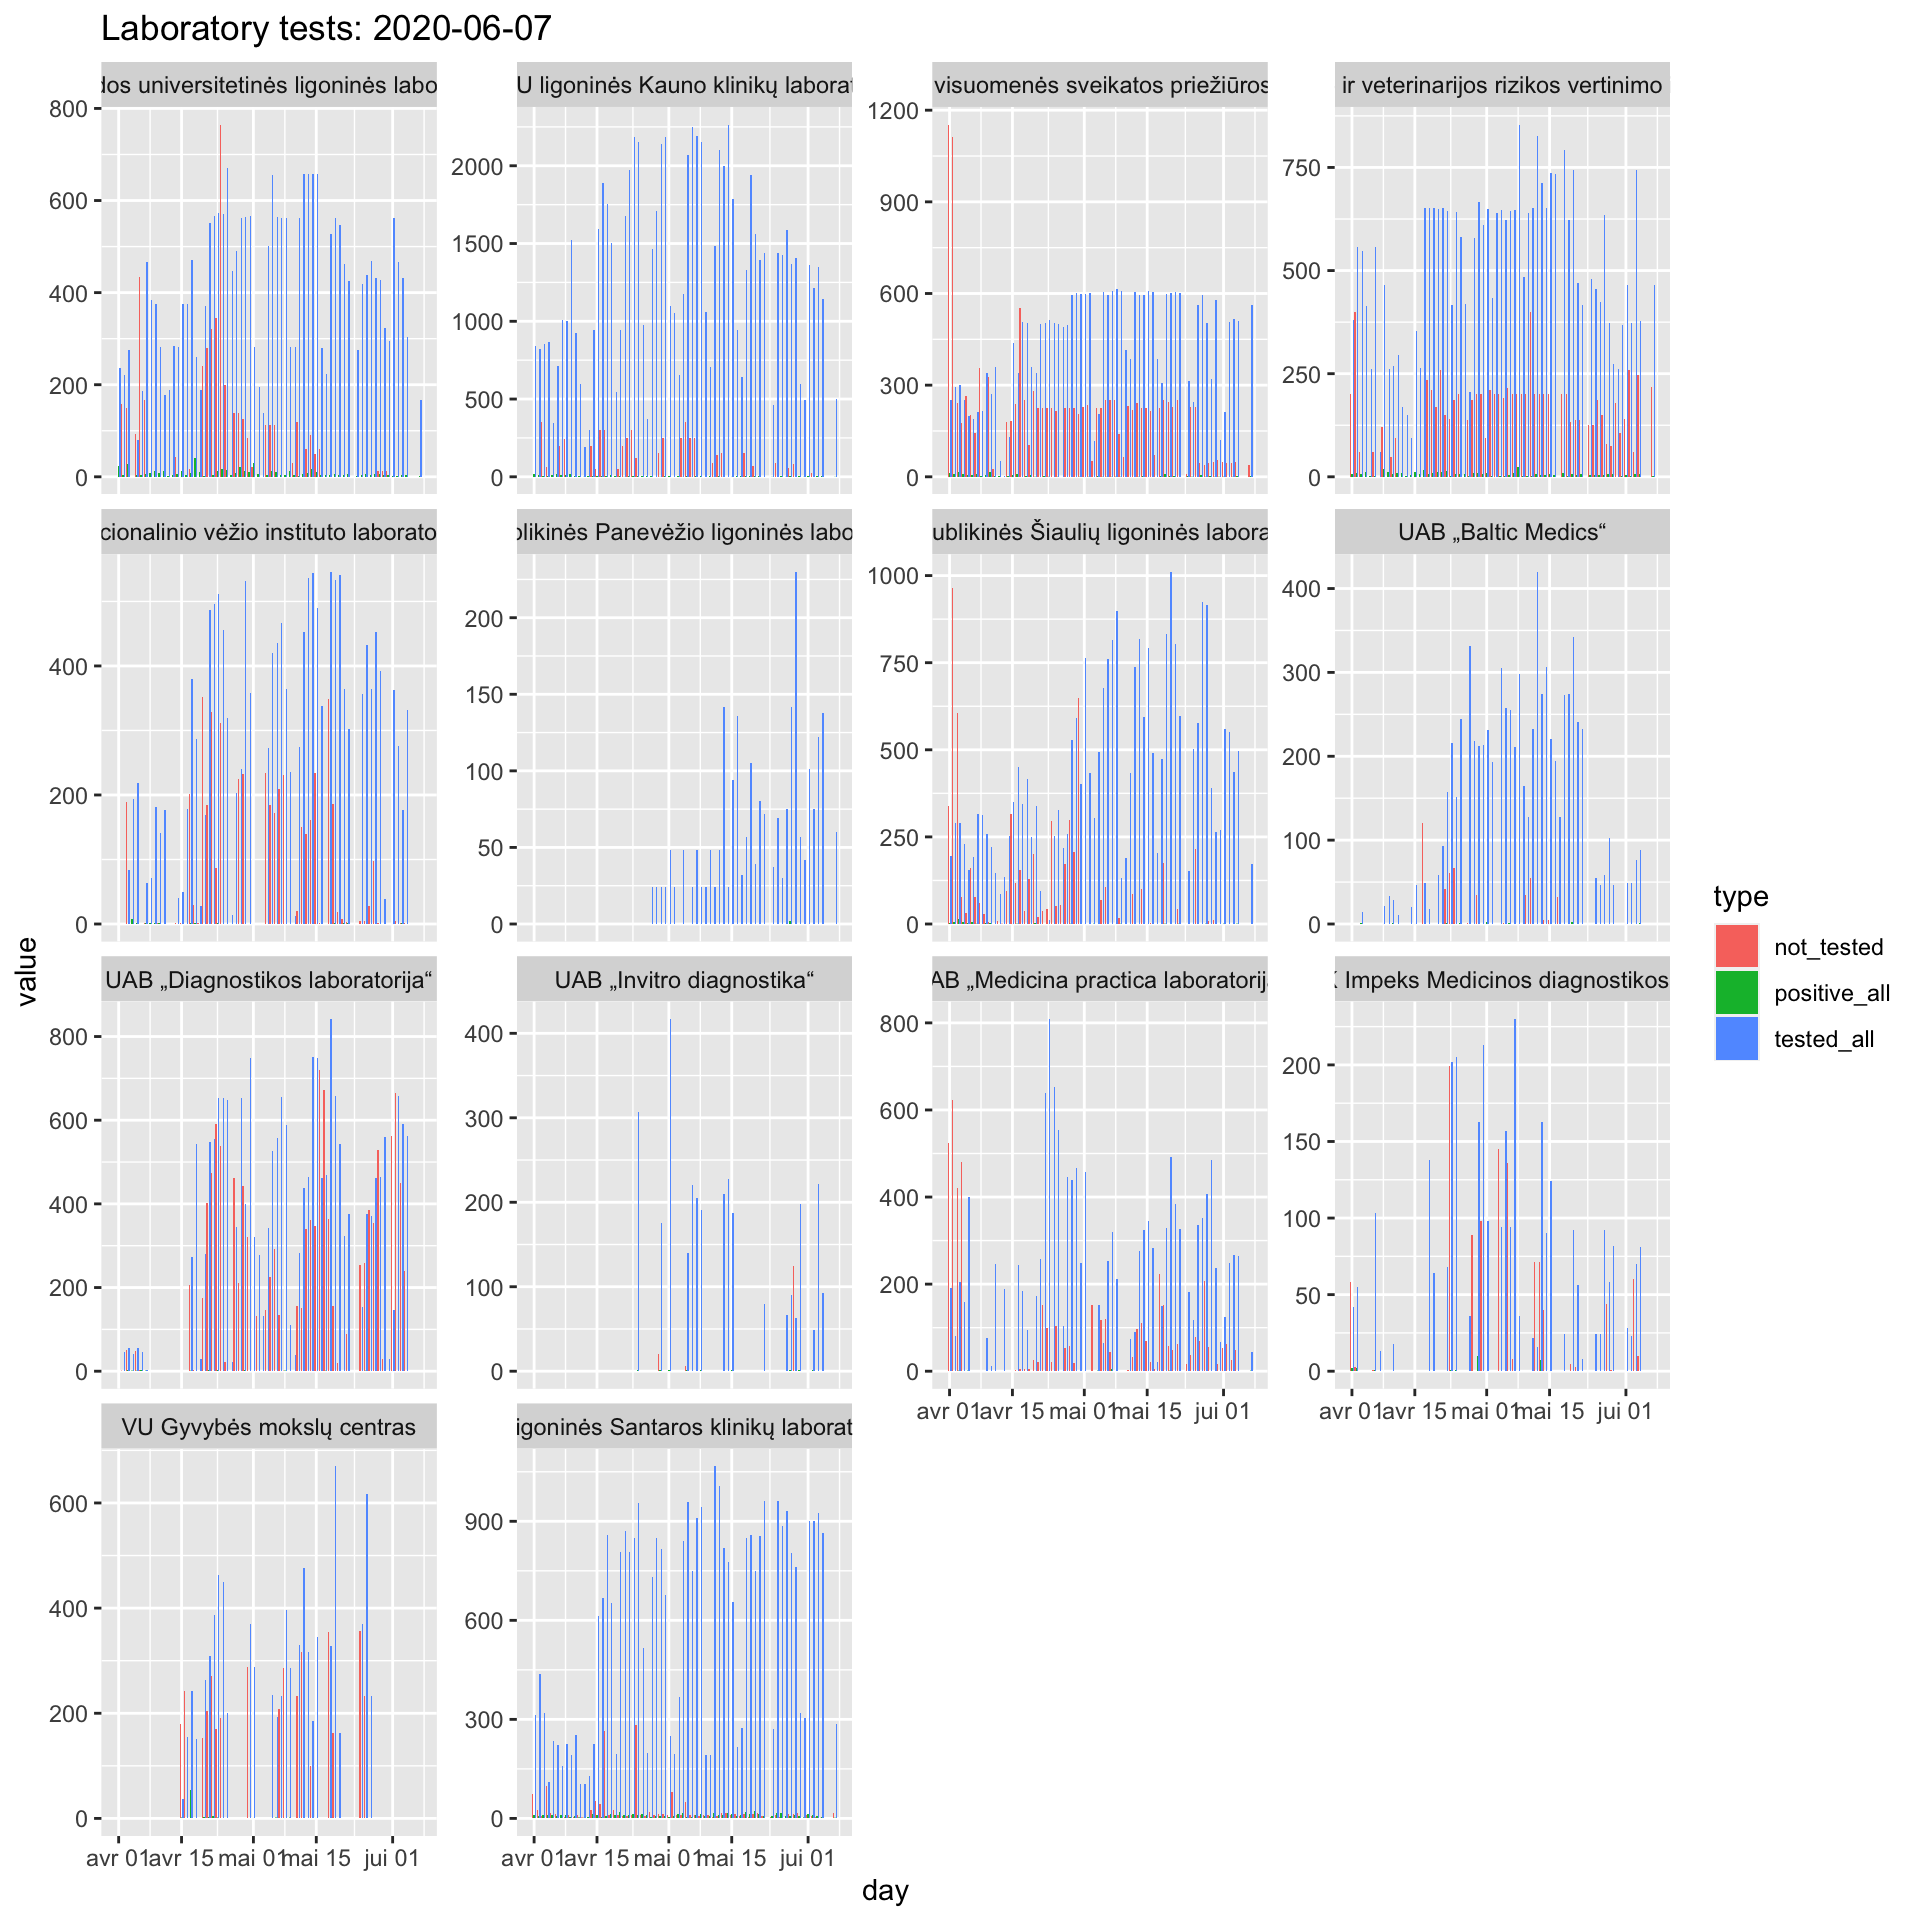 Laboratory tests: 2020-06-07
dos universitetinės ligoninės labo
U ligoninės Kauno klinikų laborat
visuomenės sveikatos priežiūros
ir veterinarijos rizikos vertinimo
800
600
400
200
0
2000
1500
1000
500
0
1200
900
600
300
0
750
500
250
0
cionalinio vėžio instituto laborato
blikinės Panevėžio ligoninės labo
ublikinės Šiaulių ligoninės labora
UAB „Baltic Medics“
400
200
0
200
150
100
50
0
1000
750
500
250
0
400
300
200
100
0
UAB „Diagnostikos laboratorija“
UAB „Invitro diagnostika“
AB „Medicina practica laboratorija
K Impeks Medicinos diagnostikos
800
600
400
200
0
400
300
200
100
0
800
600
400
200
0
200
150
100
50
0
avr 01 avr 15 mai 01 mai 15 jui 01
avr 01 avr 15 mai 01 mai 15 jui 01
VU Gyvybės mokslų centras
ligoninės Santaros klinikų laborat
600
400
200
0
900
600
300
0
avr 01 avr 15 mai 01 mai 15 jui 01
avr 01 avr 15 mai 01 mai 15 jui 01
day
value
type
not_tested
positive_all
tested_all